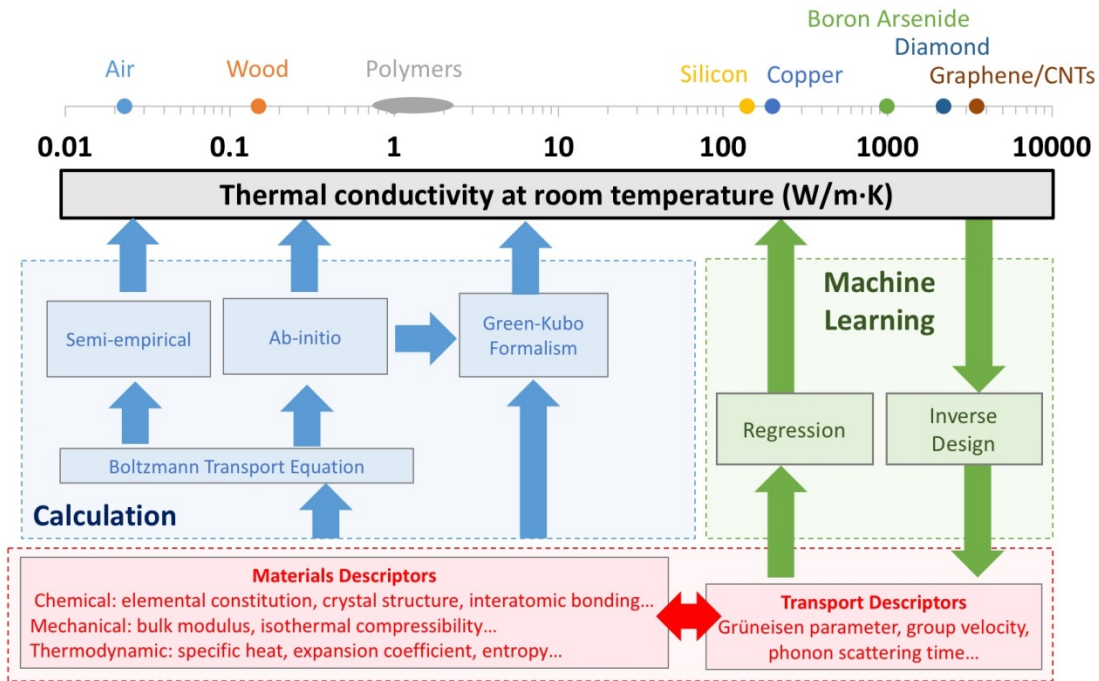 Boron Arsenide
Diamond
Air
Wood
Polymers
Silicon
Copper
Graphene/CNTs
0.01
0.1
1
10
100
1000
10000
Thermal conductivity at room temperature (W/m·K)
Machine
Learning
Semi-empirical
Ab-initio
Green-Kubo
Formalism
Regression
Inverse
Design
Boltzmann Transport Equation
Calculation
Materials Descriptors
Chemical: elemental constitution, crystal structure, interatomic bonding...
Mechanical: bulk modulus, isothermal compressibility...
Thermodynamic: specific heat, expansion coefficient, entropy...
Transport Descriptors
Grüneisen parameter, group velocity,
phonon scattering time...